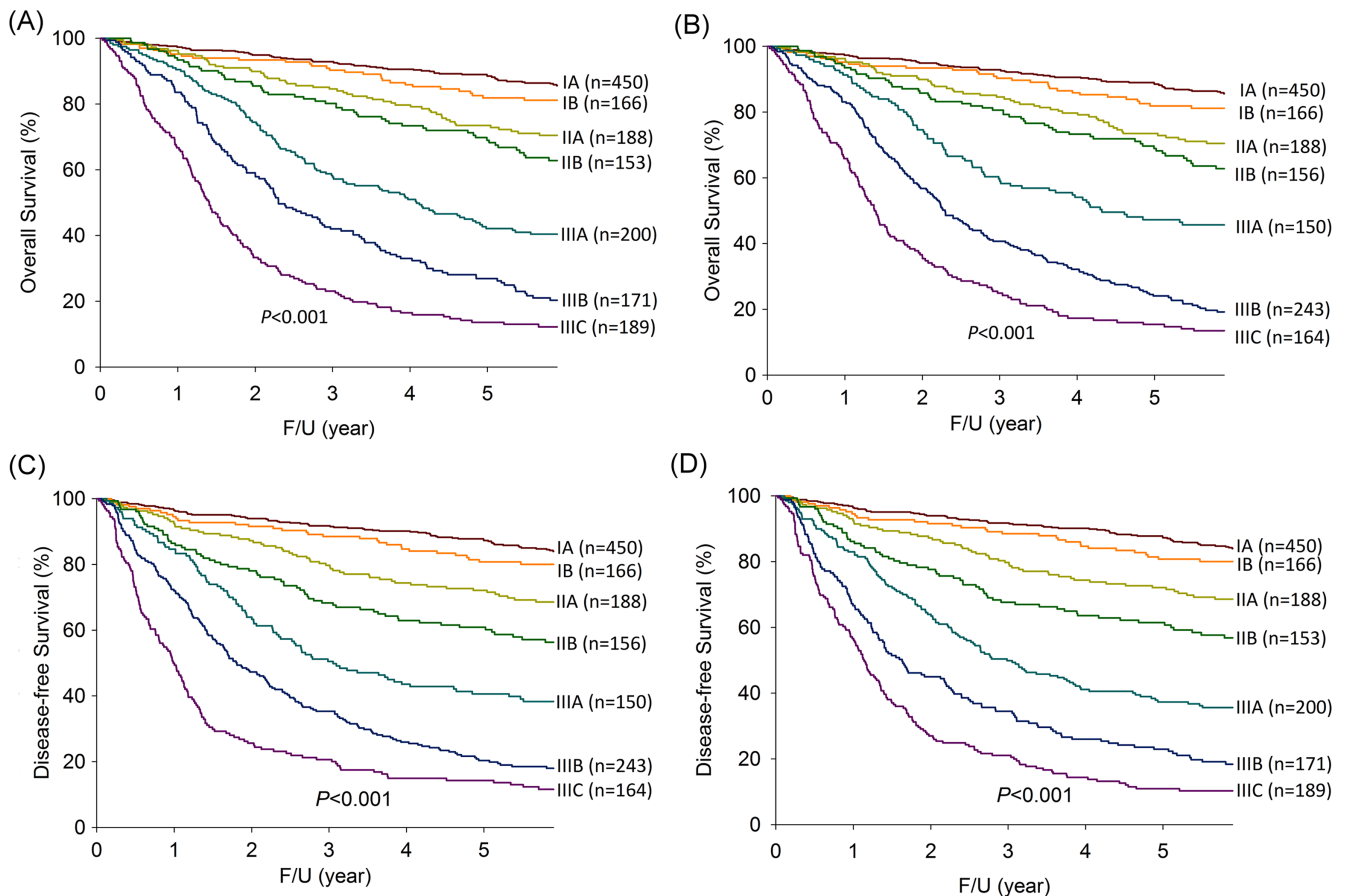 (A)
100
80
60
40
20
0
Overall Survival (%)
IA (n=450)
IB (n=166)
IIA (n=188)
IIB (n=153)
IIIA (n=200)
IIIB (n=171)
IIIC (n=189)
P<0.001
0 1 2 3 4 5
F/U (year)
(B)
100
80
60
40
20
0
Overall Survival (%)
IA (n=450)
IB (n=166)
IIA (n=188)
IIB (n=156)
IIIA (n=150)
IIIB (n=243)
IIIC (n=164)
P<0.001
0 1 2 3 4 5
F/U (year)
(C)
100
80
60
40
20
0
Disease-free Survival (%)
IA (n=450)
IB (n=166)
IIA (n=188)
IIB (n=156)
IIIA (n=150)
IIIB (n=243)
IIIC (n=164)
P<0.001
0 1 2 3 4 5
F/U (year)
(D)
100
80
60
40
20
0
Disease-free Survival (%)
IA (n=450)
IB (n=166)
IIA (n=188)
IIB (n=153)
IIIA (n=200)
IIIB (n=171)
IIIC (n=189)
P<0.001
0 1 2 3 4 5
F/U (year)